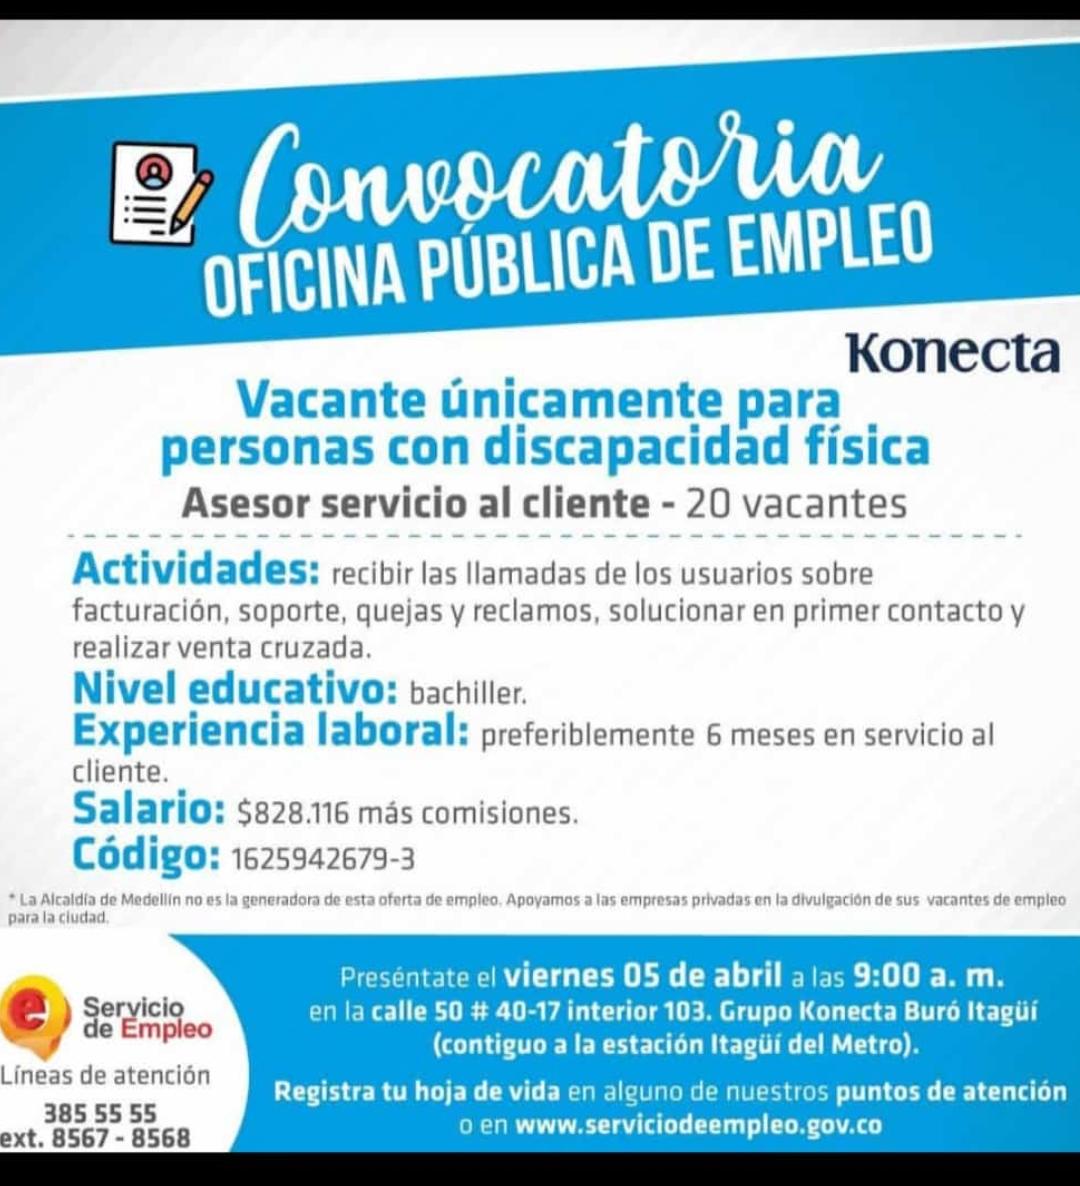 Convocatoria
OFICINA PÚBLICA DE EMPLEO
Konecta
Vacante únicamente para
personas con discapacidad física
Asesor servicio al cliente - 20 vacantes
Actividades: recibir las llamadas de los usuarios sobre
facturación, soporte, quejas y reclamos, solucionar en primer contacto y
realizar venta cruzada.
Nivel educativo: bachiller.
Experiencia laboral: preferiblemente 6 meses en servicio al
cliente.
Salario: $828.116 más comisiones.
Código: 1625942679-3
* La Alcaldía de Medellín no es la generadora de esta oferta de empleo. Apoyamos a las empresas privadas en la divulgación de sus vacantes de empleo
para la ciudad.
e
Servicio
de Empleo
Líneas de atención
385 55 55
ext. 8567 - 8568
Preséntate el viernes 05 de abril a las 9:00 a. m.
en la calle 50 # 40-17 interior 103. Grupo Konecta Buró Itagüí
(contiguo a la estación Itagüí del Metro).
Registra tu hoja de vida en alguno de nuestros puntos de atención
o en www.serviciodeempleo.gov.co